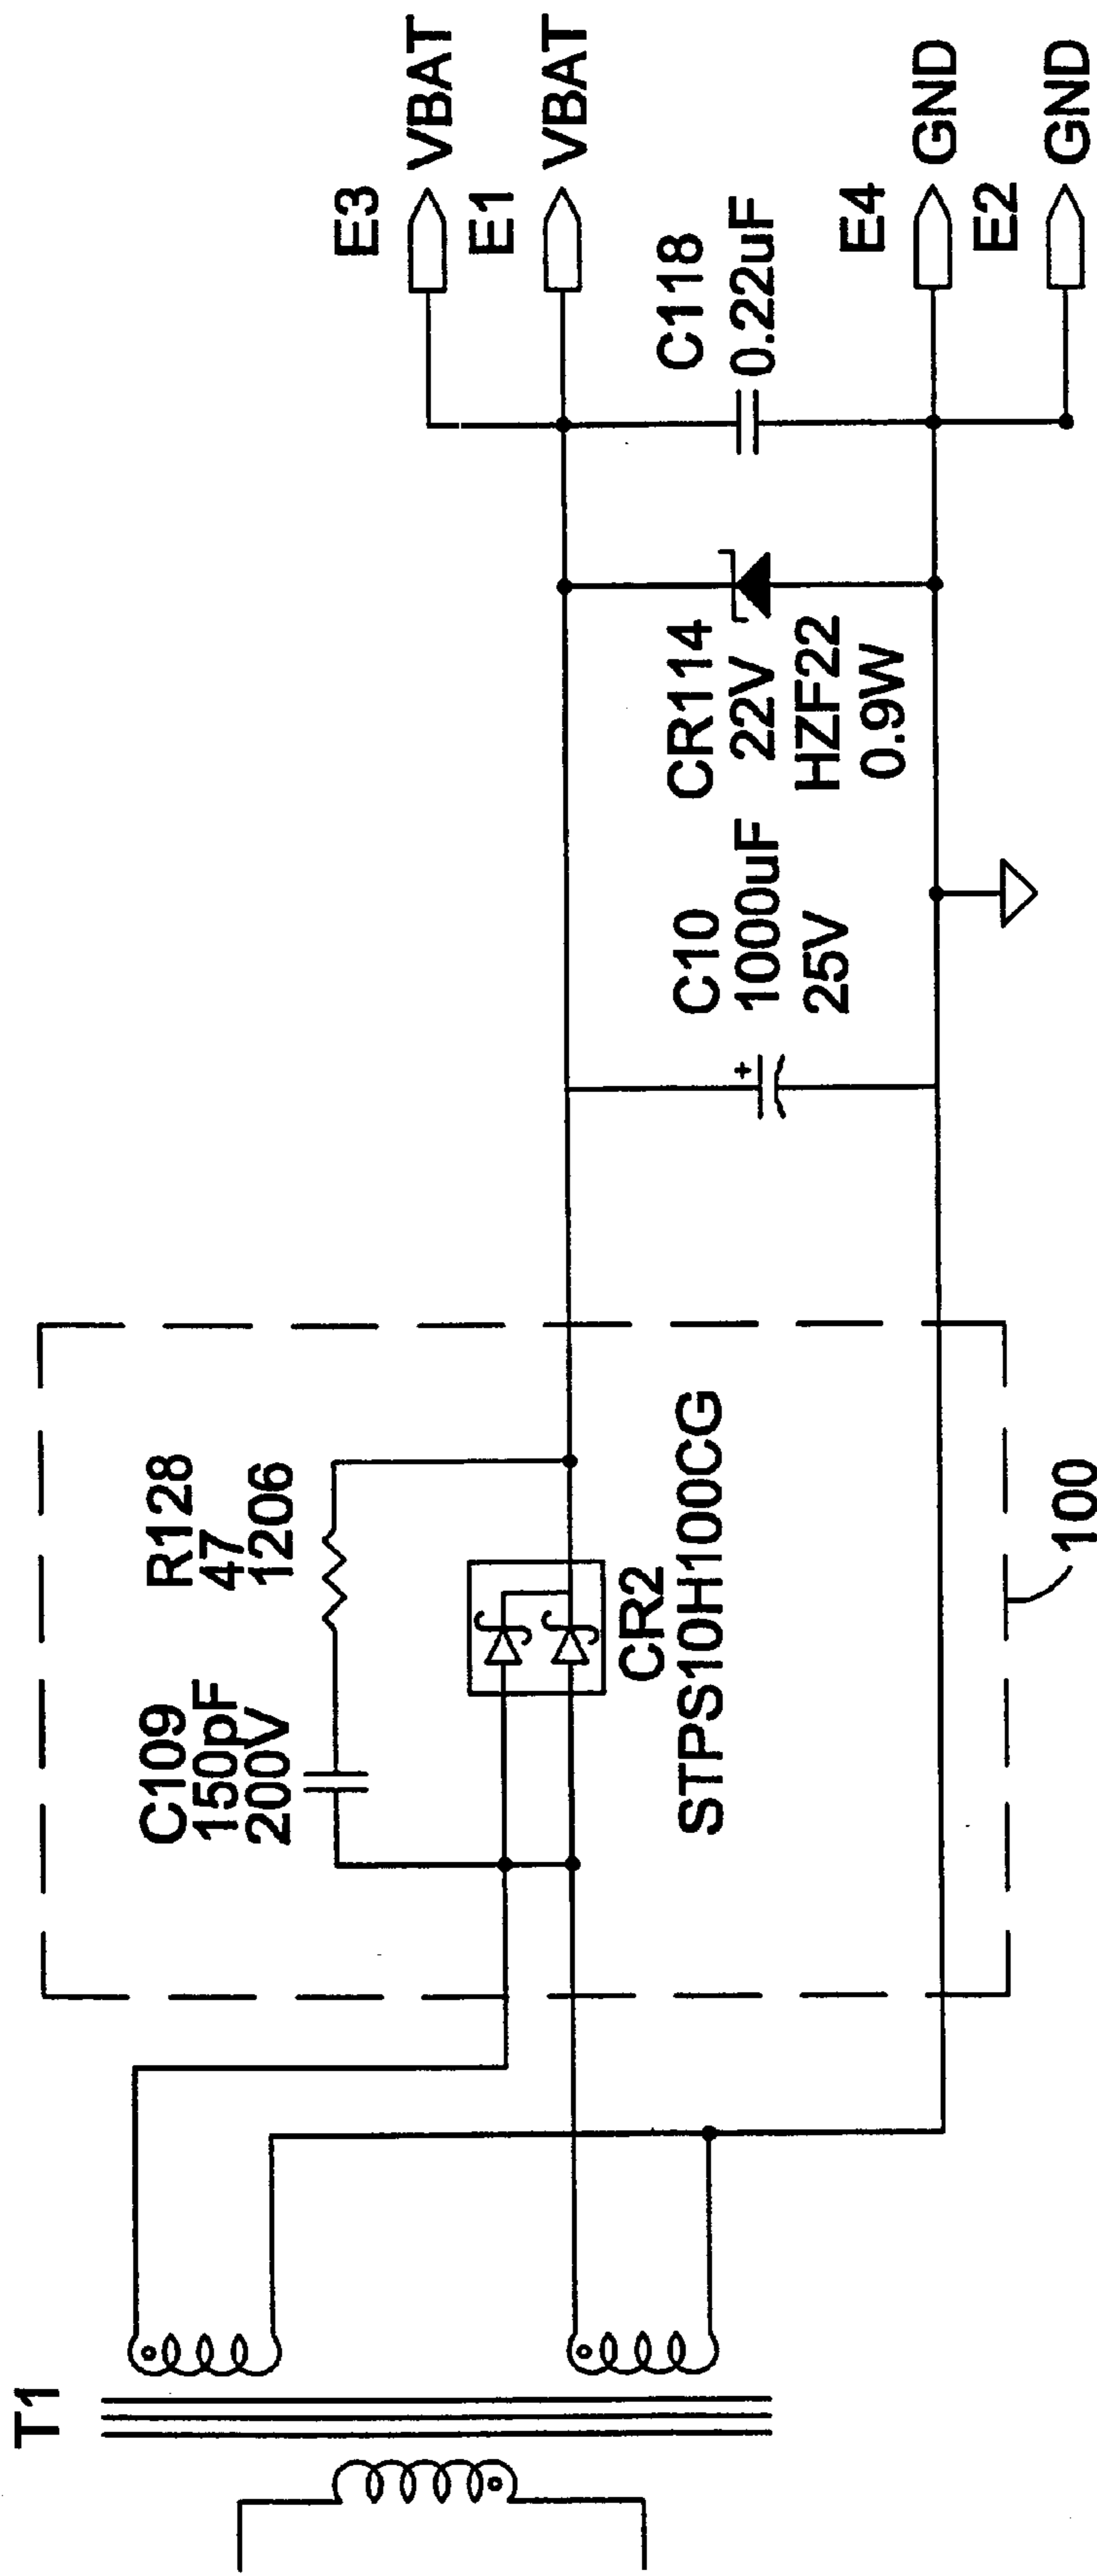 T1
C109
150pF
200V
R128
47
1206
CR2
STPS10H100CG
100
C10
1000uF
25V
+
CR114
22V
HZF22
0.9W
C118
0.22uF
E3
VBAT
E1
VBAT
E4
GND
E2
GND